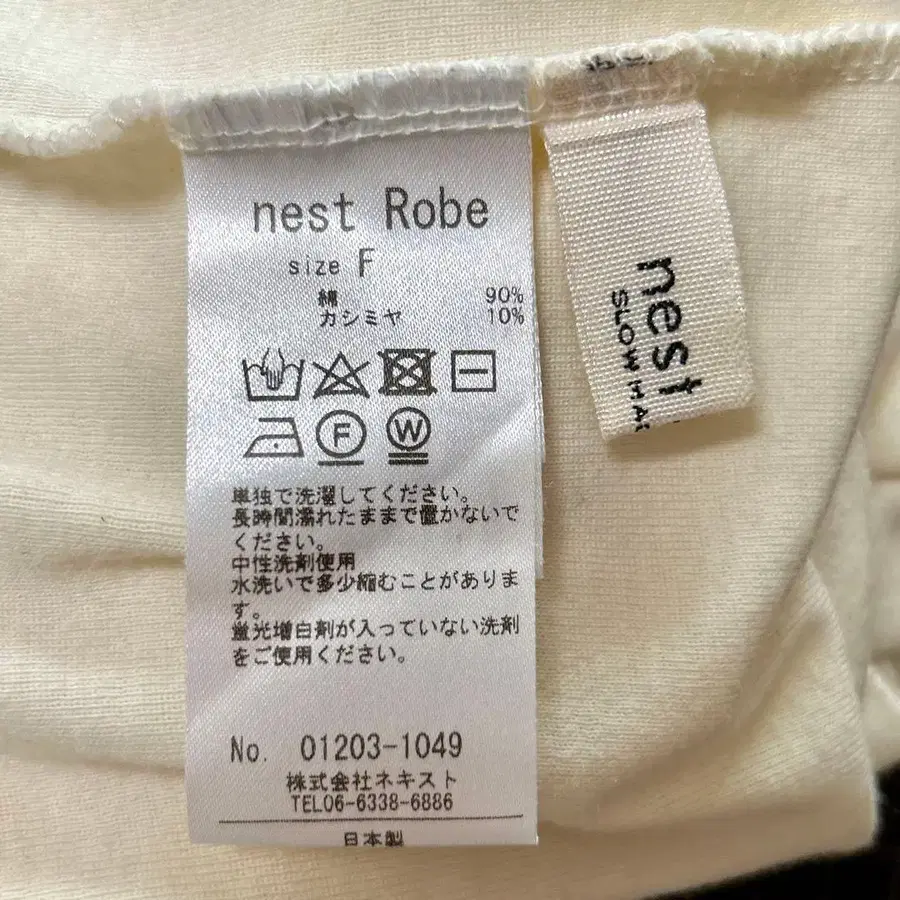 nest Robe
size F
綿 90%
カシミヤ 10%
F
W
単独で洗濯してください。
長時間濡れたままで置かないで
ください。
中性洗剤使用
水洗いで多少縮むことがありま
す。
蛍光増白剤が入っていない洗剤
をご使用ください。
No. 01203-1049
株式会社ネキスト
TEL06-6338-6886
日本製
nest
SLOW MA